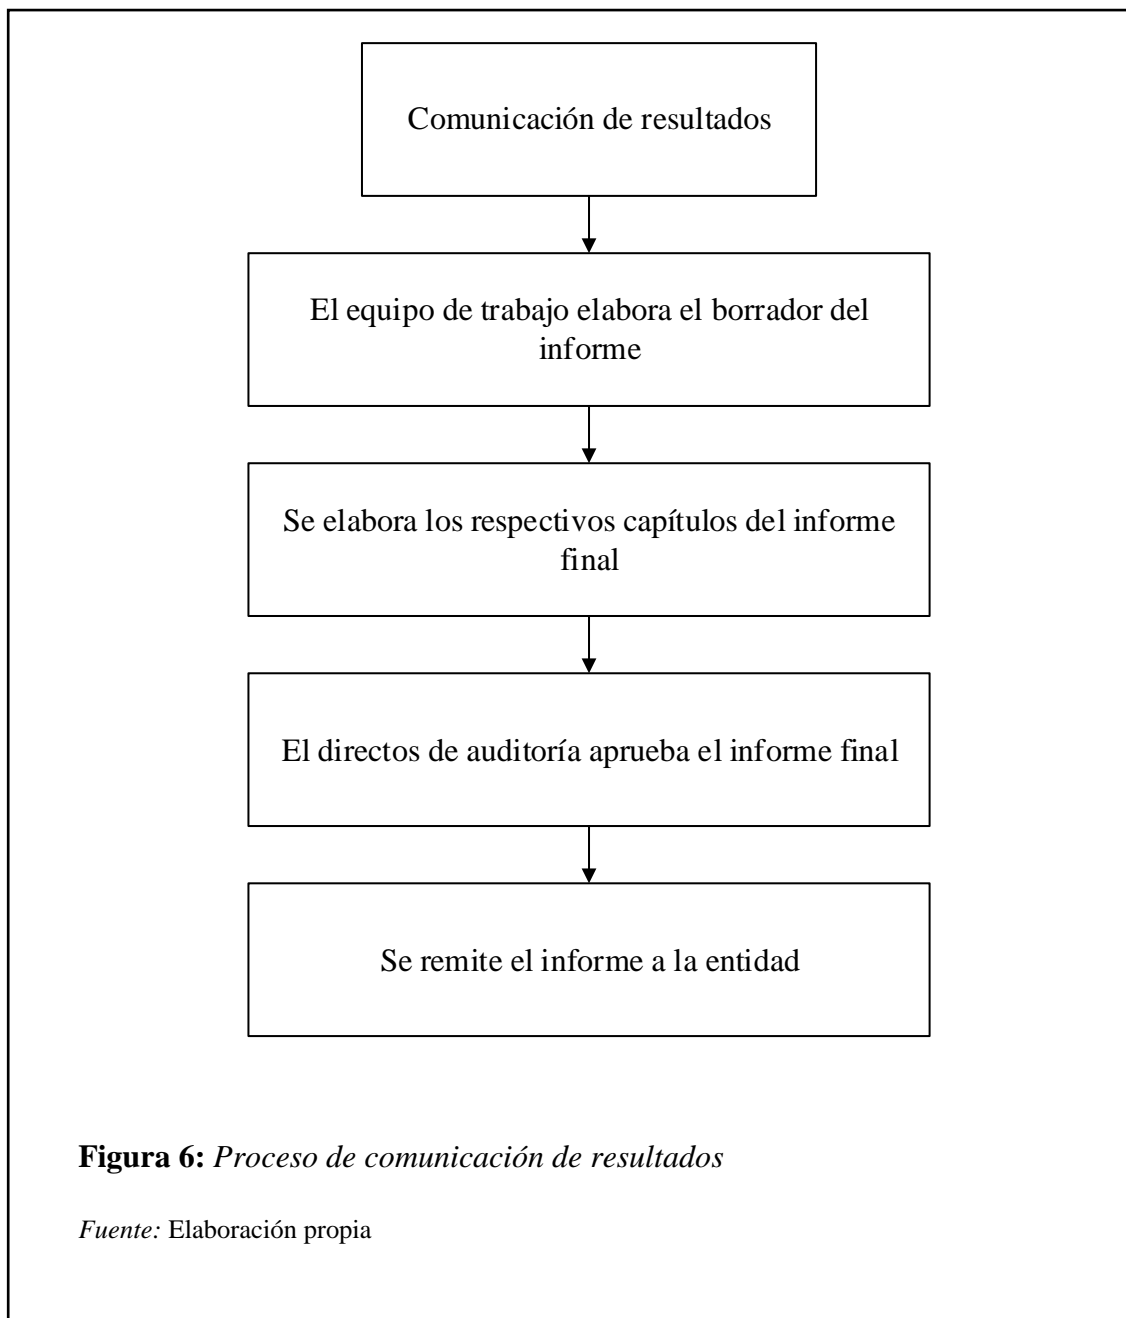 Comunicación de resultados
El equipo de trabajo elabora el borrador del
informe
Se elabora los respectivos capítulos del informe
final
El directos de auditoría aprueba el informe final
Se remite el informe a la entidad
Figura 6: Proceso de comunicación de resultados
Fuente: Elaboración propia